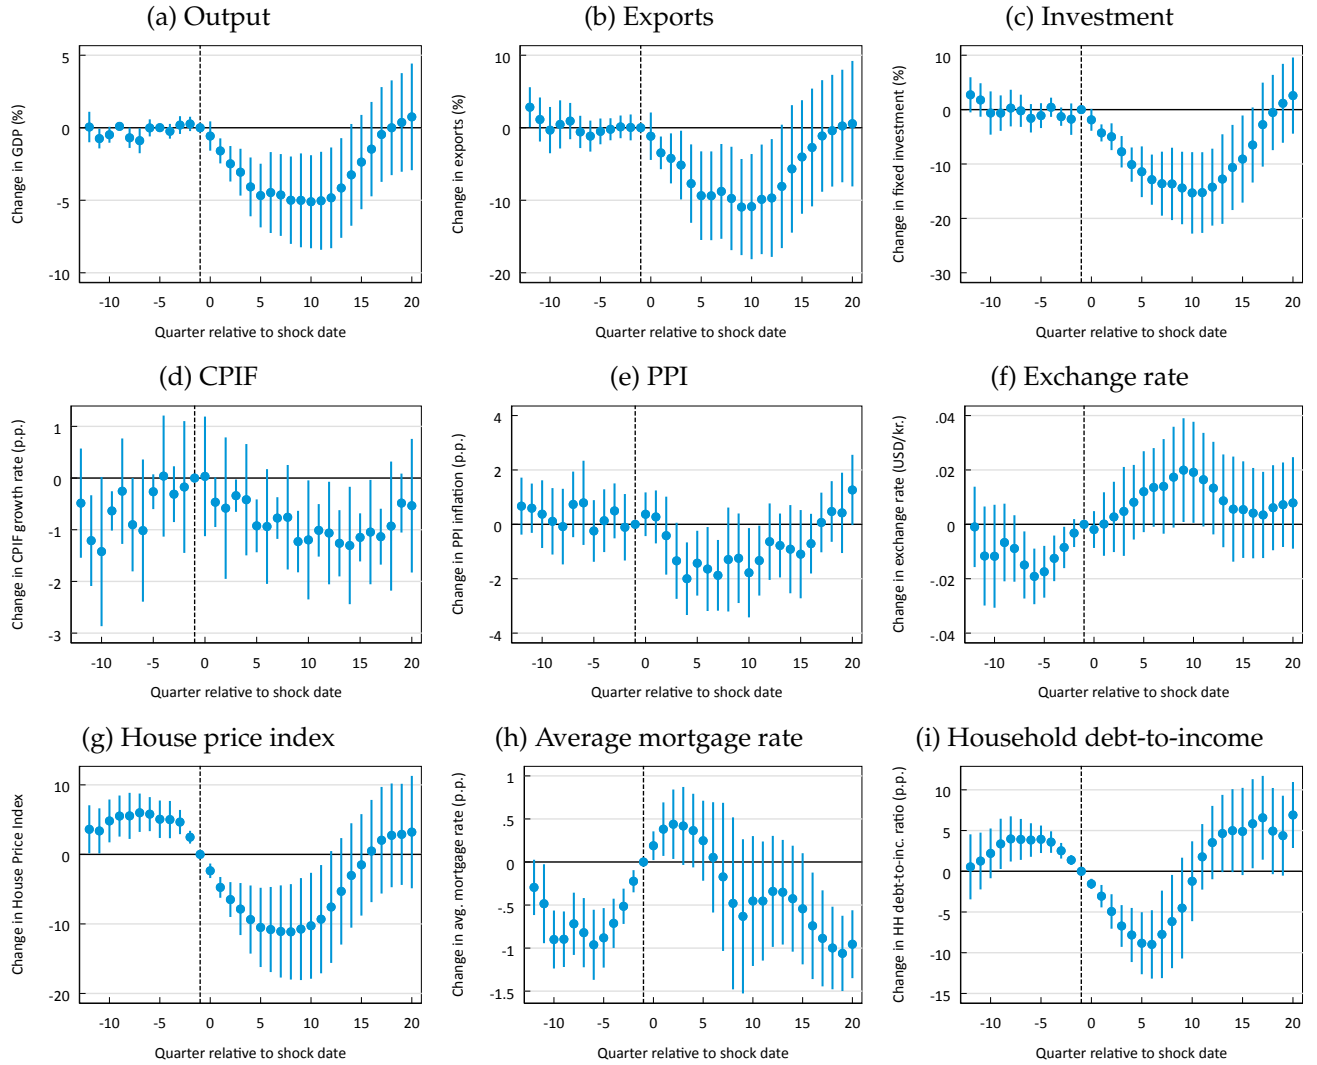 (a) Output
Change in GDP (%)
5
0
-5
-10
-10 -5 0 5 10 15 20
Quarter relative to shock date
(b) Exports
Change in exports (%)
10
0
-10
-20
-10 -5 0 5 10 15 20
Quarter relative to shock date
(c) Investment
Change in fixed investment (%)
10
0
-10
-20
-30
-10 -5 0 5 10 15 20
Quarter relative to shock date
(d) CPIF
Change in CPIF growth rate (p.p.)
1
0
-1
-2
-3
-10 -5 0 5 10 15 20
Quarter relative to shock date
(e) PPI
Change in PPI inflation (p.p.)
4
2
0
-2
-4
-10 -5 0 5 10 15 20
Quarter relative to shock date
(f) Exchange rate
Change in exchange rate (USD/kr.)
.04
.02
0
-.02
-.04
-10 -5 0 5 10 15 20
Quarter relative to shock date
(g) House price index
Change in House Price Index
10
0
-10
-20
-10 -5 0 5 10 15 20
Quarter relative to shock date
(h) Average mortgage rate
Change in avg. mortgage rate (p.p.)
1
.5
0
-.5
-1
-1.5
-10 -5 0 5 10 15 20
Quarter relative to shock date
(i) Household debt-to-income
Change in HH debt-to-inc. ratio (p.p.)
10
5
0
-5
-10
-15
-10 -5 0 5 10 15 20
Quarter relative to shock date